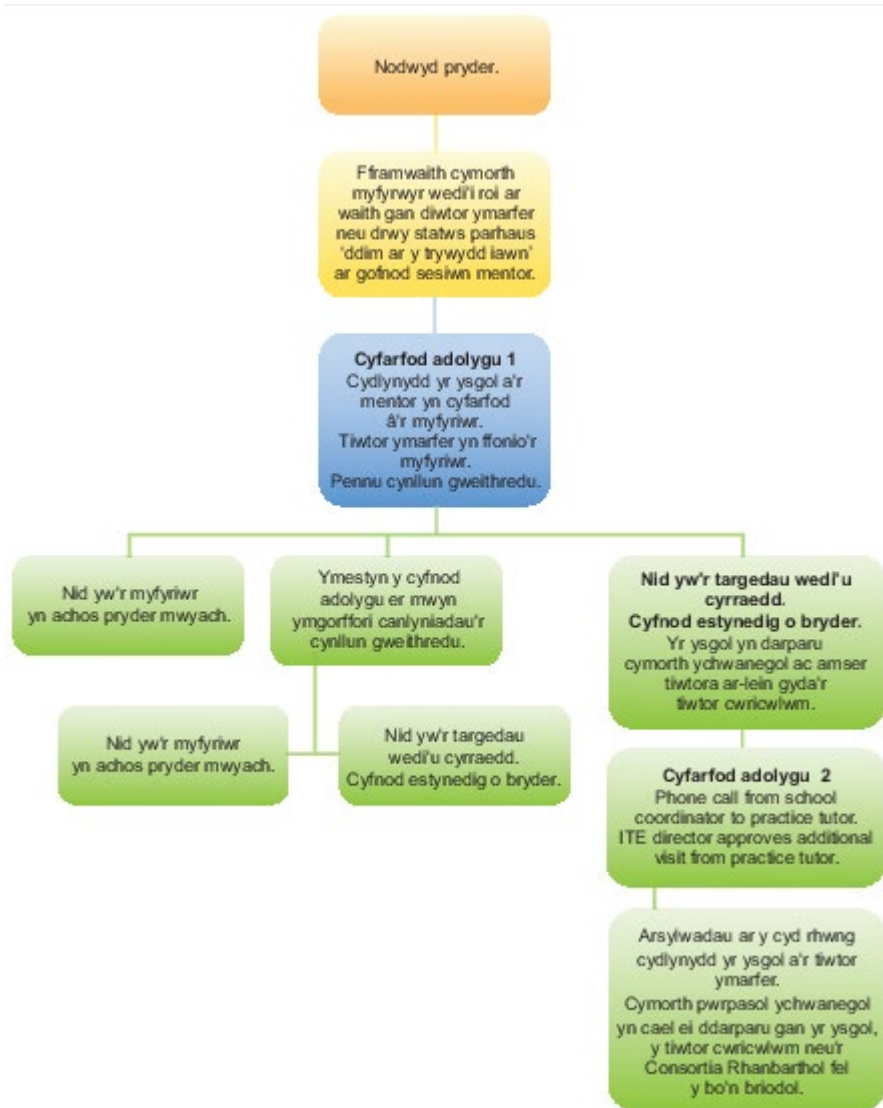 Nodwyd pryder.
Fframwaith cymorth
myfyrwyr wedi'i roi ar
waith gan diwtor ymarfer
neu drwy statws parhaus
'ddim ar y trywydd iawn'
ar gofnod sesiwn mentor.
Cyfarfod adolygu 1
Cydlynydd yr ysgol a'r
mentor yn cyfarfod
â'r myfyriwr.
Tiwtor ymarfer yn ffonio'r
myfyriwr.
Pennu cynllun gweithredu.
Nid yw'r myfyriwr
yn achos pryder mwyach.
Ymestyn y cyfnod
adolygu er mwyn
ymgorffori canlyniadau'r
cynllun gweithredu.
Nid yw'r targedau wedi'u
cyrraedd.
Cyfnod estynedig o bryder.
Yr ysgol yn darparu
cymorth ychwanegol ac amser
tiwtora ar-lein gyda'r
tiwtor cwricwlwm.
Nid yw'r myfyriwr
yn achos pryder mwyach.
Nid yw'r targedau
wedi'u cyrraedd.
Cyfnod estynedig o bryder.
Cyfarfod adolygu 2
Phone call from school
coordinator to practice tutor.
ITE director approves additional
visit from practice tutor.
Arsylwadau ar y cyd rhwng
cydlynydd yr ysgol a'r tiwtor
ymarfer.
Cymorth pwrpasol ychwanegol
yn cael ei ddarparu gan yr ysgol,
y tiwtor cwricwlwm neu'r
Consortia Rhanbarthol fel
y bo'n briodol.